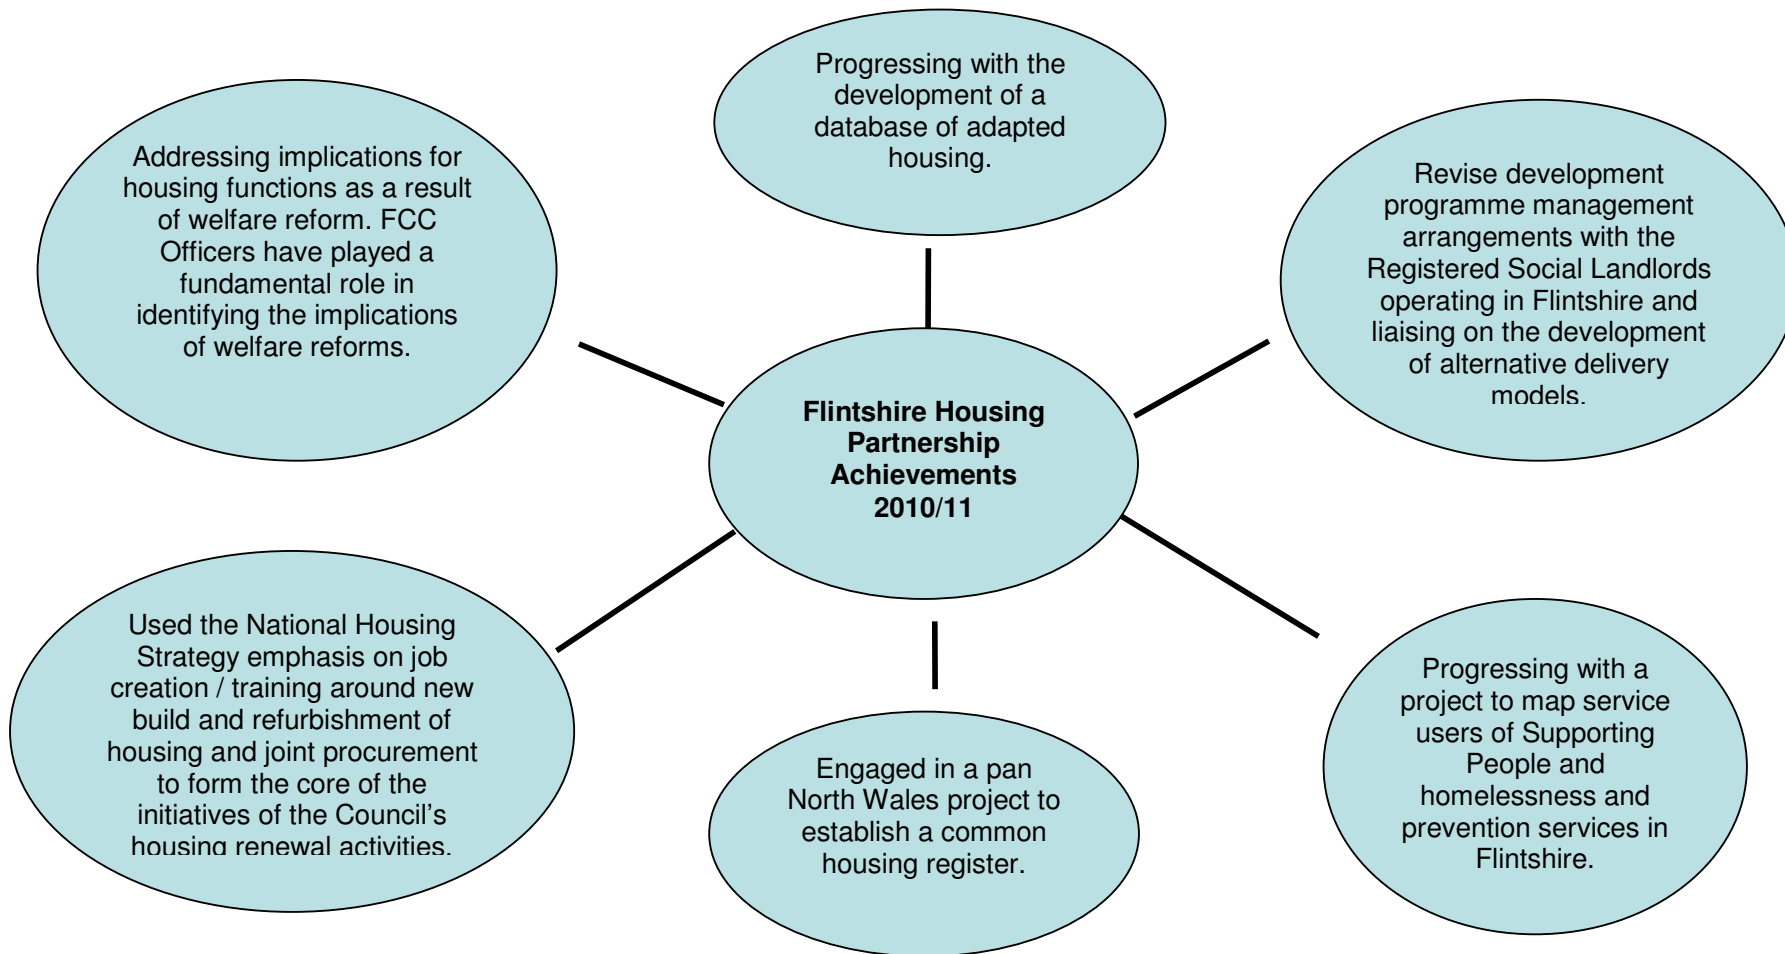 Progressing with the
development of a
database of adapted
housing.
Addressing implications for
housing functions as a result
of welfare reform. FCC
Officers have played a
fundamental role in
identifying the implications
of welfare reforms.
Revise development
programme management
arrangements with the
Registered Social Landlords
operating in Flintshire and
liaising on the development
of alternative delivery
models.
Flintshire Housing
Partnership
Achievements
2010/11
Used the National Housing
Strategy emphasis on job
creation / training around new
build and refurbishment of
housing and joint procurement
to form the core of the
initiatives of the Council’s
housing renewal activities.
Engaged in a pan
North Wales project to
establish a common
housing register.
Progressing with a
project to map service
users of Supporting
People and
homelessness and
prevention services in
Flintshire.